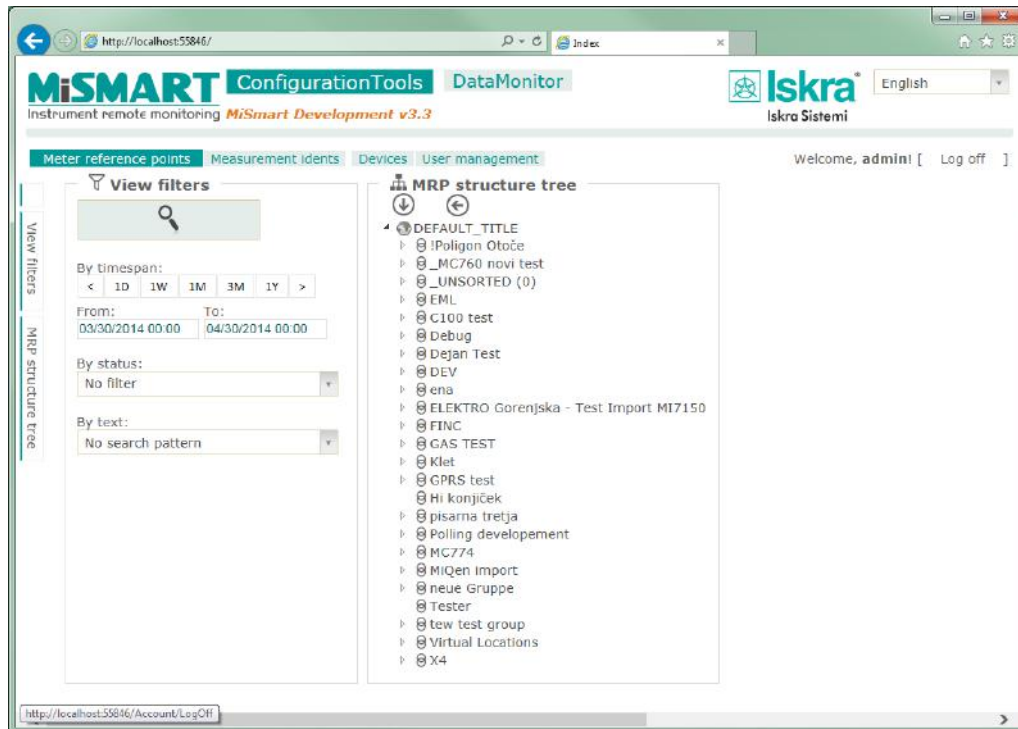 http://localhost:55846/
Index
MiSMART ConfigurationTools DataMonitor
Iskra®
English
Instrument remote monitoring MiSmart Development v3.3
Iskra Sistemi
Meter reference points Measurement idents Devices User management
Welcome, admin! [ Log off ]
View filters
MRP structure tree
View filters
By timespan:
< 1D 1W 1M 3M 1Y >
From: To:
03/30/2014 00:00 04/30/2014 00:00
By status:
No filter
By text:
No search pattern
MRP structure tree
DEFAULT_TITLE
!Poligon Otoče
_MC760 novi test
_UNSORTED (0)
EML
C100 test
Debug
Dejan Test
DEV
ena
ELEKTRO Gorenjska - Test Import MI7150
FINC
GAS TEST
Klet
GPRS test
Hi konjiček
pisarna tretja
Polling developement
MC774
MiQen import
neue Gruppe
Tester
tew test group
Virtual Locations
X4
http://localhost:55846/Account/LogOff